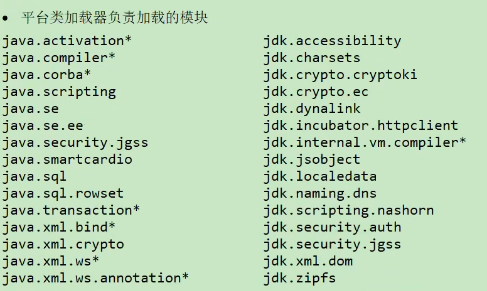 • 平台类加载器负责加载的模块
java.activation* jdk.accessibility
java.compiler* jdk.charsets
java.corba* jdk.crypto.cryptoki
java.scripting jdk.crypto.ec
java.se jdk.dynalink
java.se.ee jdk.incubator.httpclient
java.security.jgss jdk.internal.vm.compiler*
java.smartcardio jdk.jsobject
java.sql jdk.localedata
java.sql.rowset jdk.naming.dns
java.transaction* jdk.scripting.nashorn
java.xml.bind* jdk.security.auth
java.xml.crypto jdk.security.jgss
java.xml.ws* jdk.xml.dom
java.xml.ws.annotation* jdk.zipfs